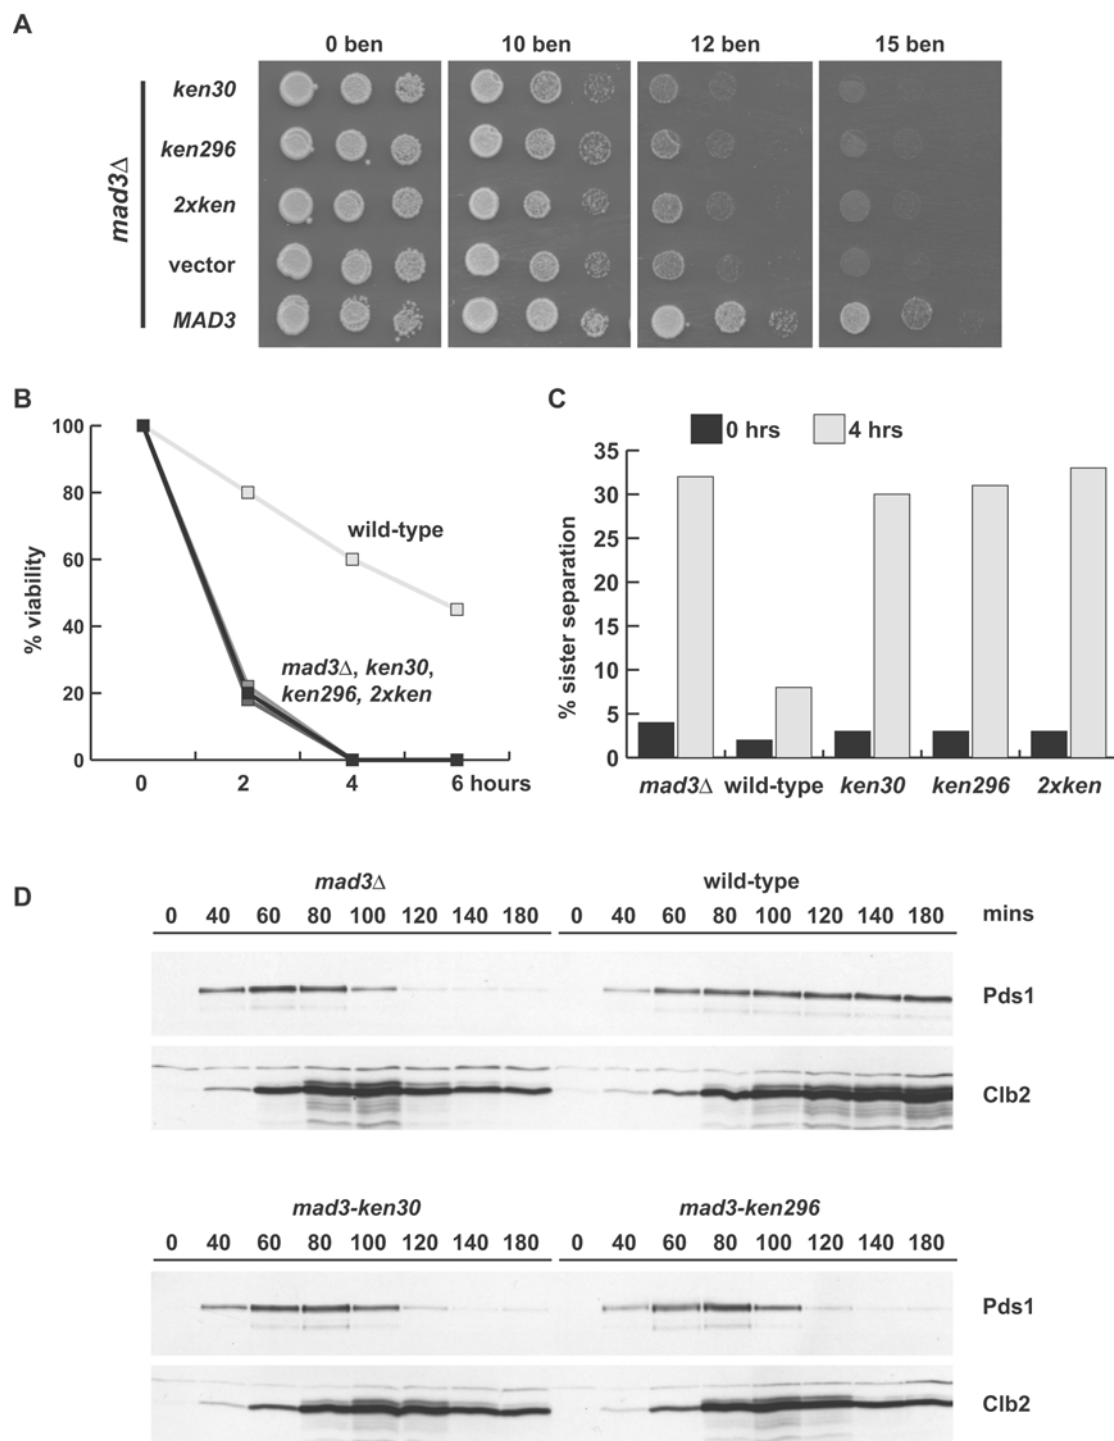 A
0 ben 10 ben 12 ben 15 ben
mad3Δ
ken30
ken296
2xken
vector
MAD3
B
100
80
60
40
20
0
% viability
wild-type
mad3Δ, ken30,
ken296, 2xken
0 2 4 6 hours
C
0 hrs 4 hrs
35
30
25
20
15
10
5
0
% sister separation
mad3Δ wild-type ken30 ken296 2xken
D
mad3Δ wild-type
0 40 60 80 100 120 140 180 0 40 60 80 100 120 140 180 mins
Pds1
Clb2
mad3-ken30 mad3-ken296
0 40 60 80 100 120 140 180 0 40 60 80 100 120 140 180
Pds1
Clb2